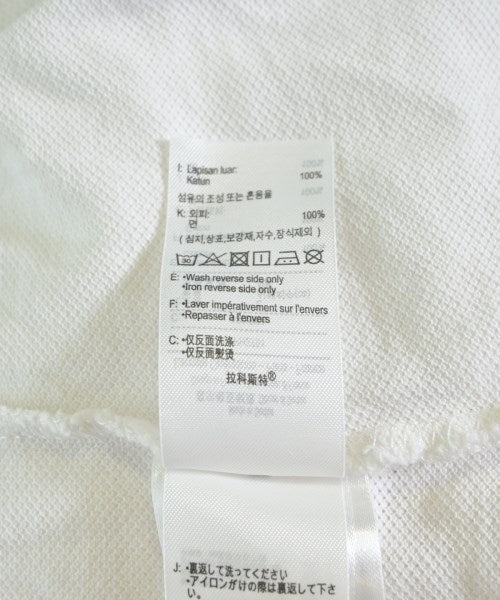 I: Lapisan luar: 100%
Katun
섬유의 조성 또는 혼용율
K: 외피: 100%
면
( 심지,상표,보강재,자수,장식제외 )
30
E: •Wash reverse side only
•Iron reverse side only
F: •Laver impérativement sur l'envers
•Repasser à l'envers
C: •仅反面洗涤
•仅反面熨烫
拉科斯特®
J: •裏返して洗ってください
•アイロンがけの際は裏返して下さ
い。